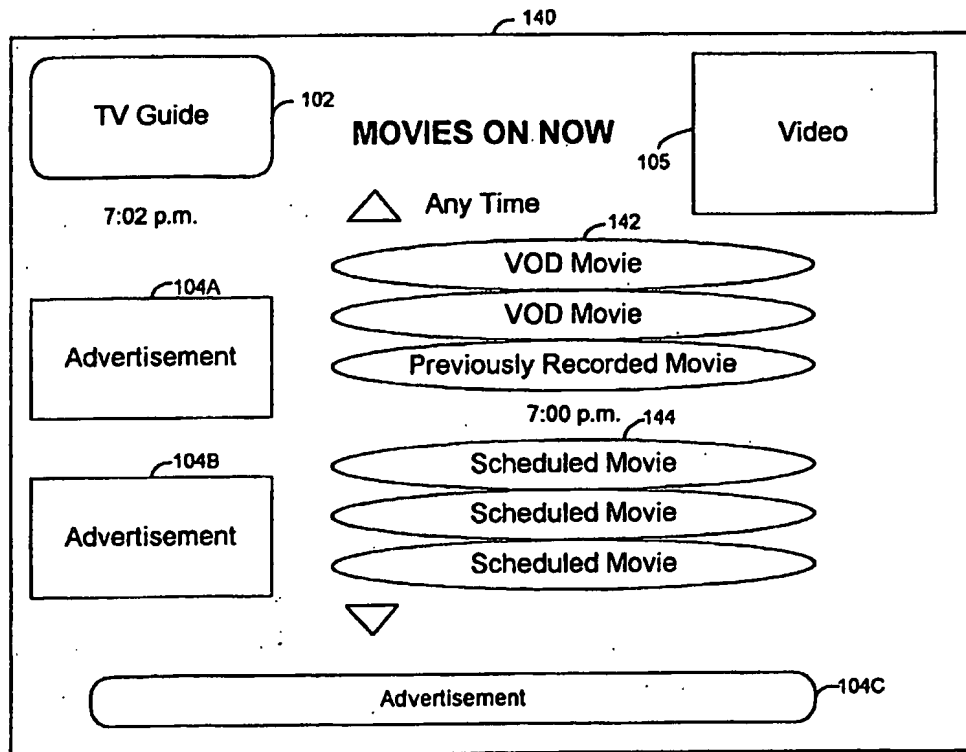 140
TV Guide
102
MOVIES ON NOW
105
Video
7:02 p.m.
Any Time
142
VOD Movie
VOD Movie
Previously Recorded Movie
104A
Advertisement
7:00 p.m.
144
Scheduled Movie
Scheduled Movie
Scheduled Movie
104B
Advertisement
Advertisement
104C